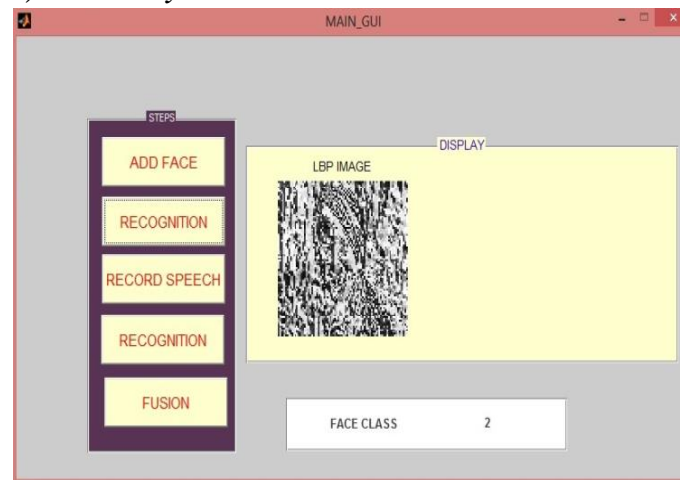 MAIN_GUI
STEPS
ADD FACE
RECOGNITION
RECORD SPEECH
RECOGNITION
FUSION
DISPLAY
LBP IMAGE
FACE CLASS 2